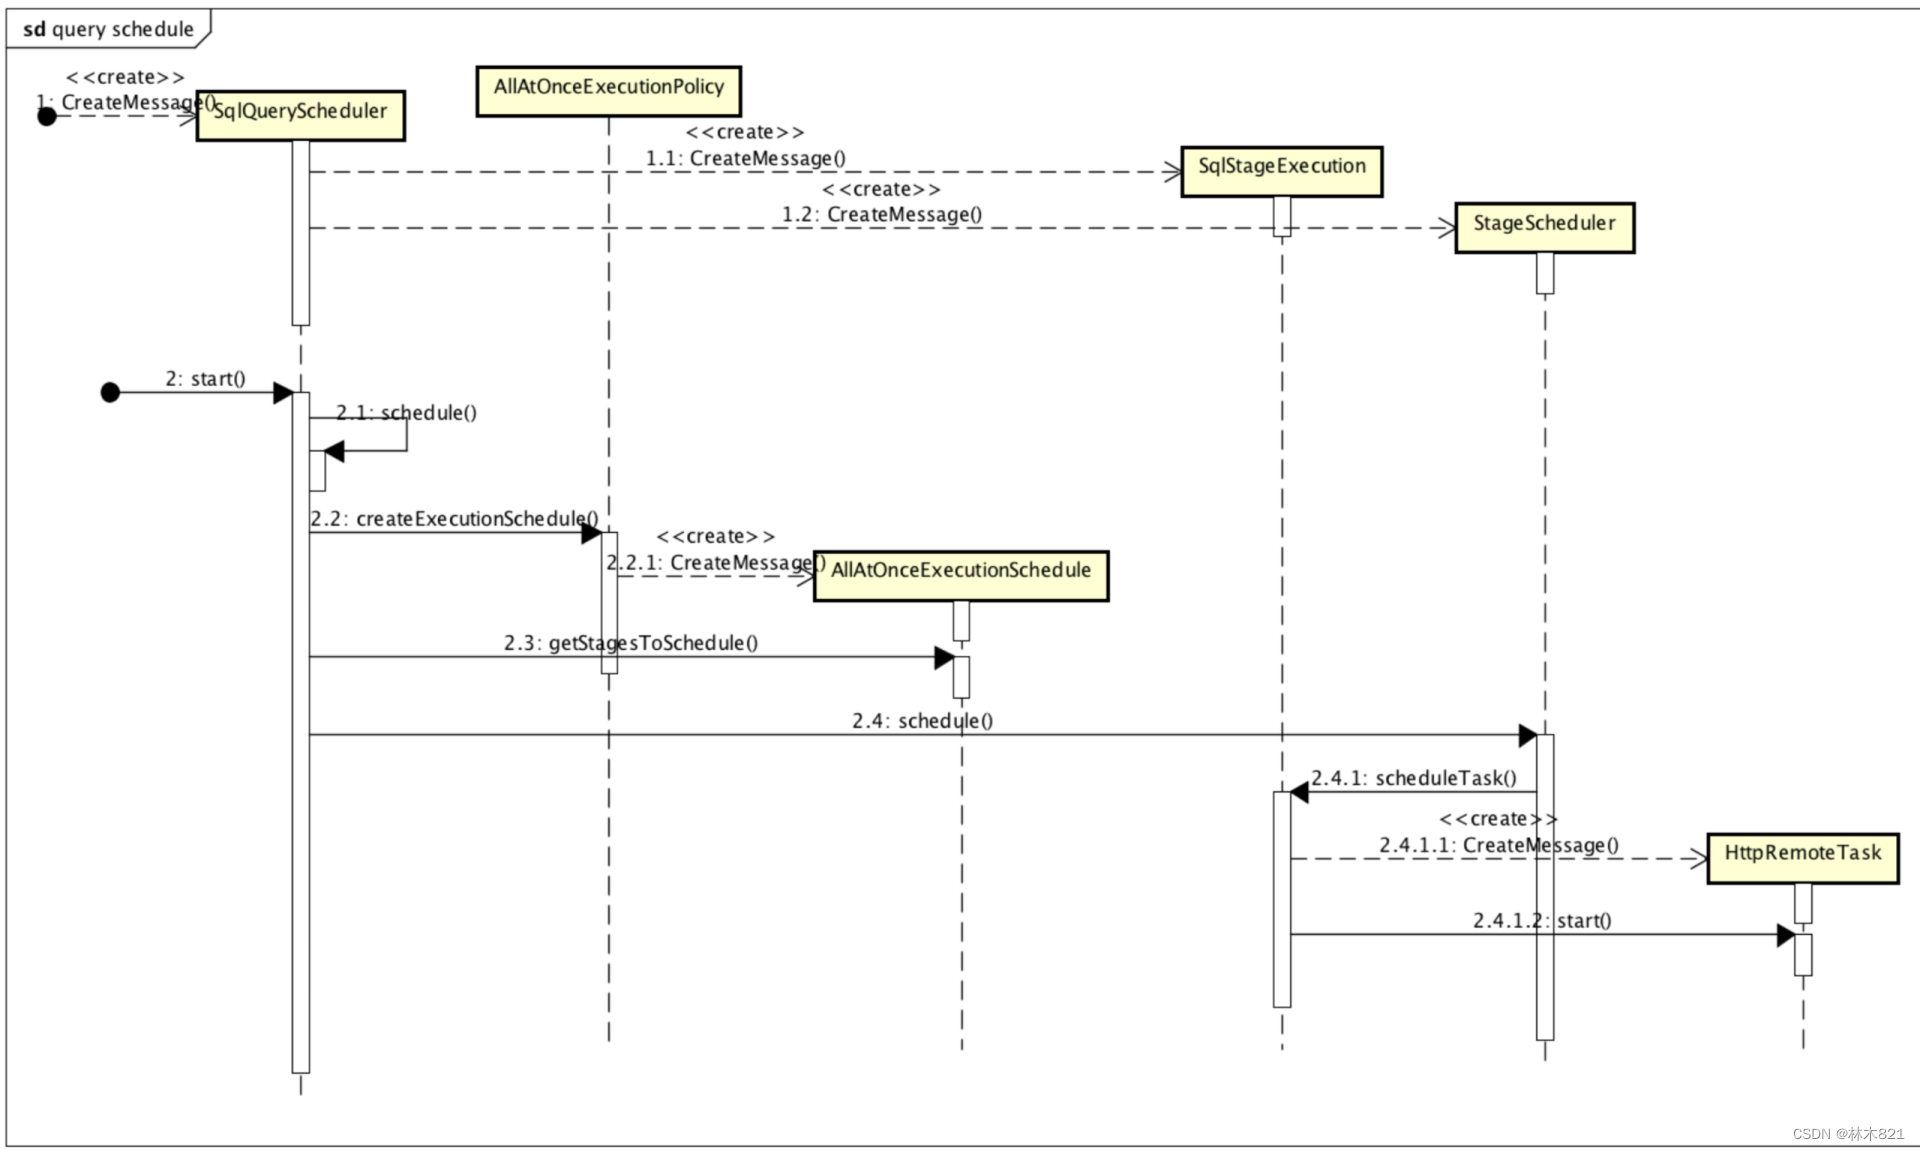 sd query schedule
<<create>>
1: CreateMessage()
SqlQueryScheduler
AllAtOnceExecutionPolicy
<<create>>
1.1: CreateMessage()
SqlStageExecution
<<create>>
1.2: CreateMessage()
StageScheduler
2: start()
2.1: schedule()
2.2: createExecutionSchedule()
<<create>>
2.2.1: CreateMessage()
AllAtOnceExecutionSchedule
2.3: getStagesToSchedule()
2.4: schedule()
2.4.1: scheduleTask()
<<create>>
2.4.1.1: CreateMessage()
HttpRemoteTask
2.4.1.2: start()
CSDN @林木821